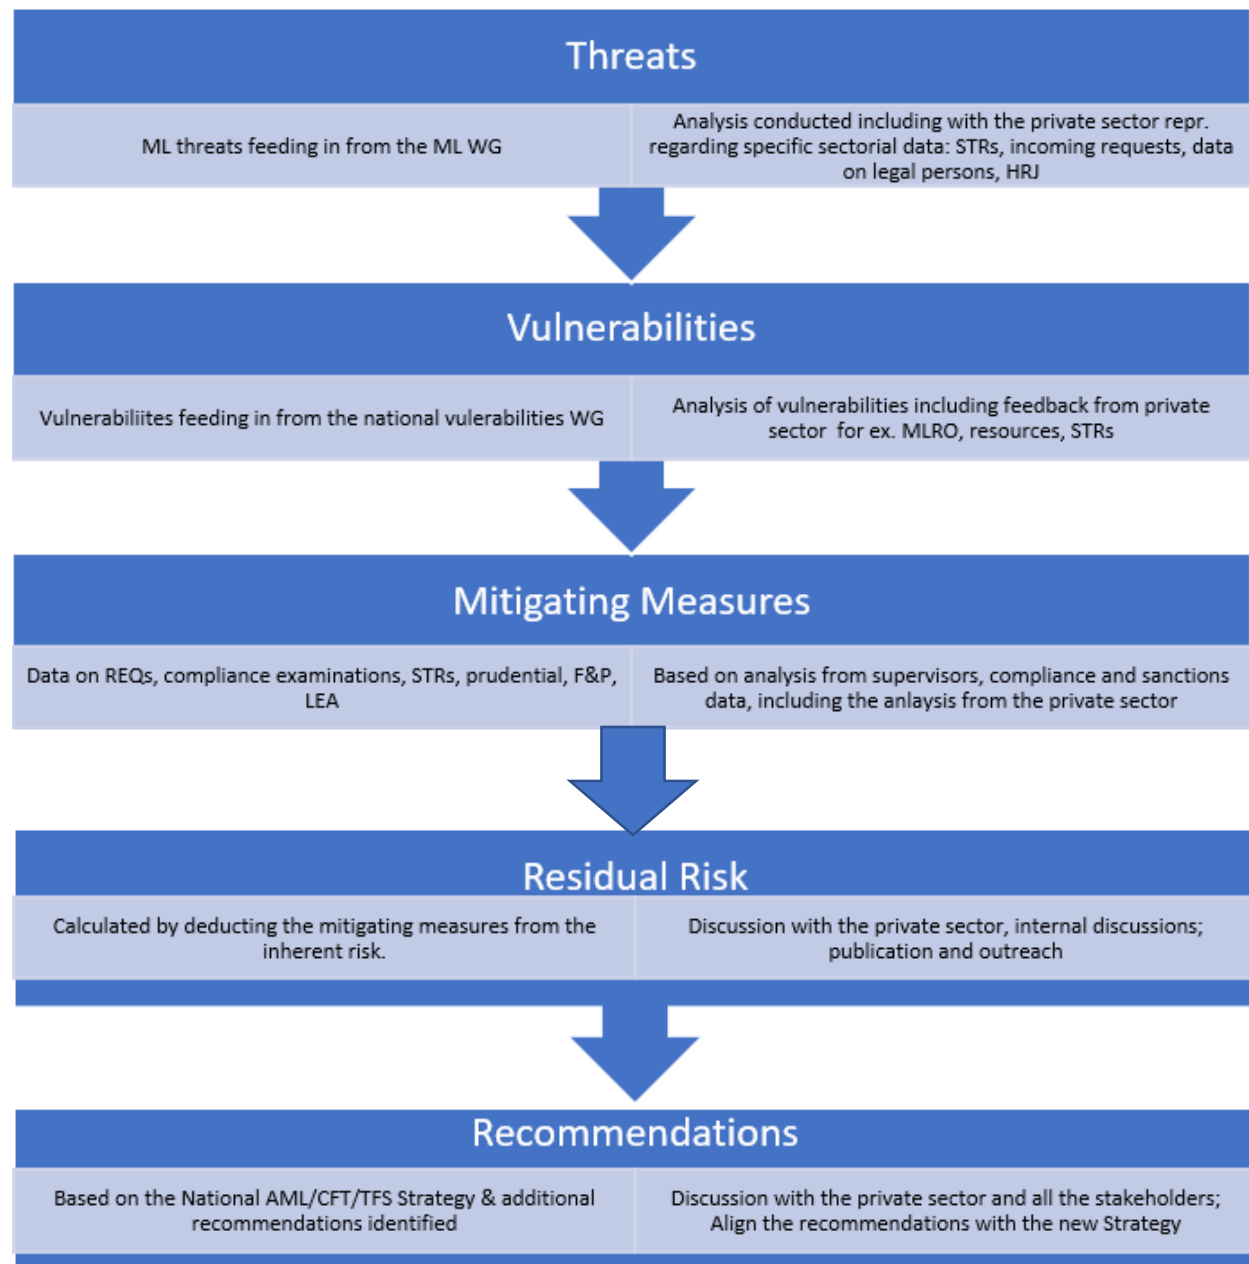 Threats
ML threats feeding in from the ML WG
Analysis conducted including with the private sector repr.
regarding specific sectorial data: STRs, incoming requests, data
on legal persons, HRJ
Vulnerabilities
Vulnerabiliites feeding in from the national vulerabilities WG
Analysis of vulnerabilities including feedback from private
sector for ex. MLRO, resources, STRs
Mitigating Measures
Data on REQs, compliance examinations, STRs, prudential, F&P,
LEA
Based on analysis from supervisors, compliance and sanctions
data, including the anlaysis from the private sector
Residual Risk
Calculated by deducting the mitigating measures from the
inherent risk.
Discussion with the private sector, internal discussions;
publication and outreach
Recommendations
Based on the National AML/CFT/TFS Strategy & additional
recommendations identified
Discussion with the private sector and all the stakeholders;
Align the recommendations with the new Strategy